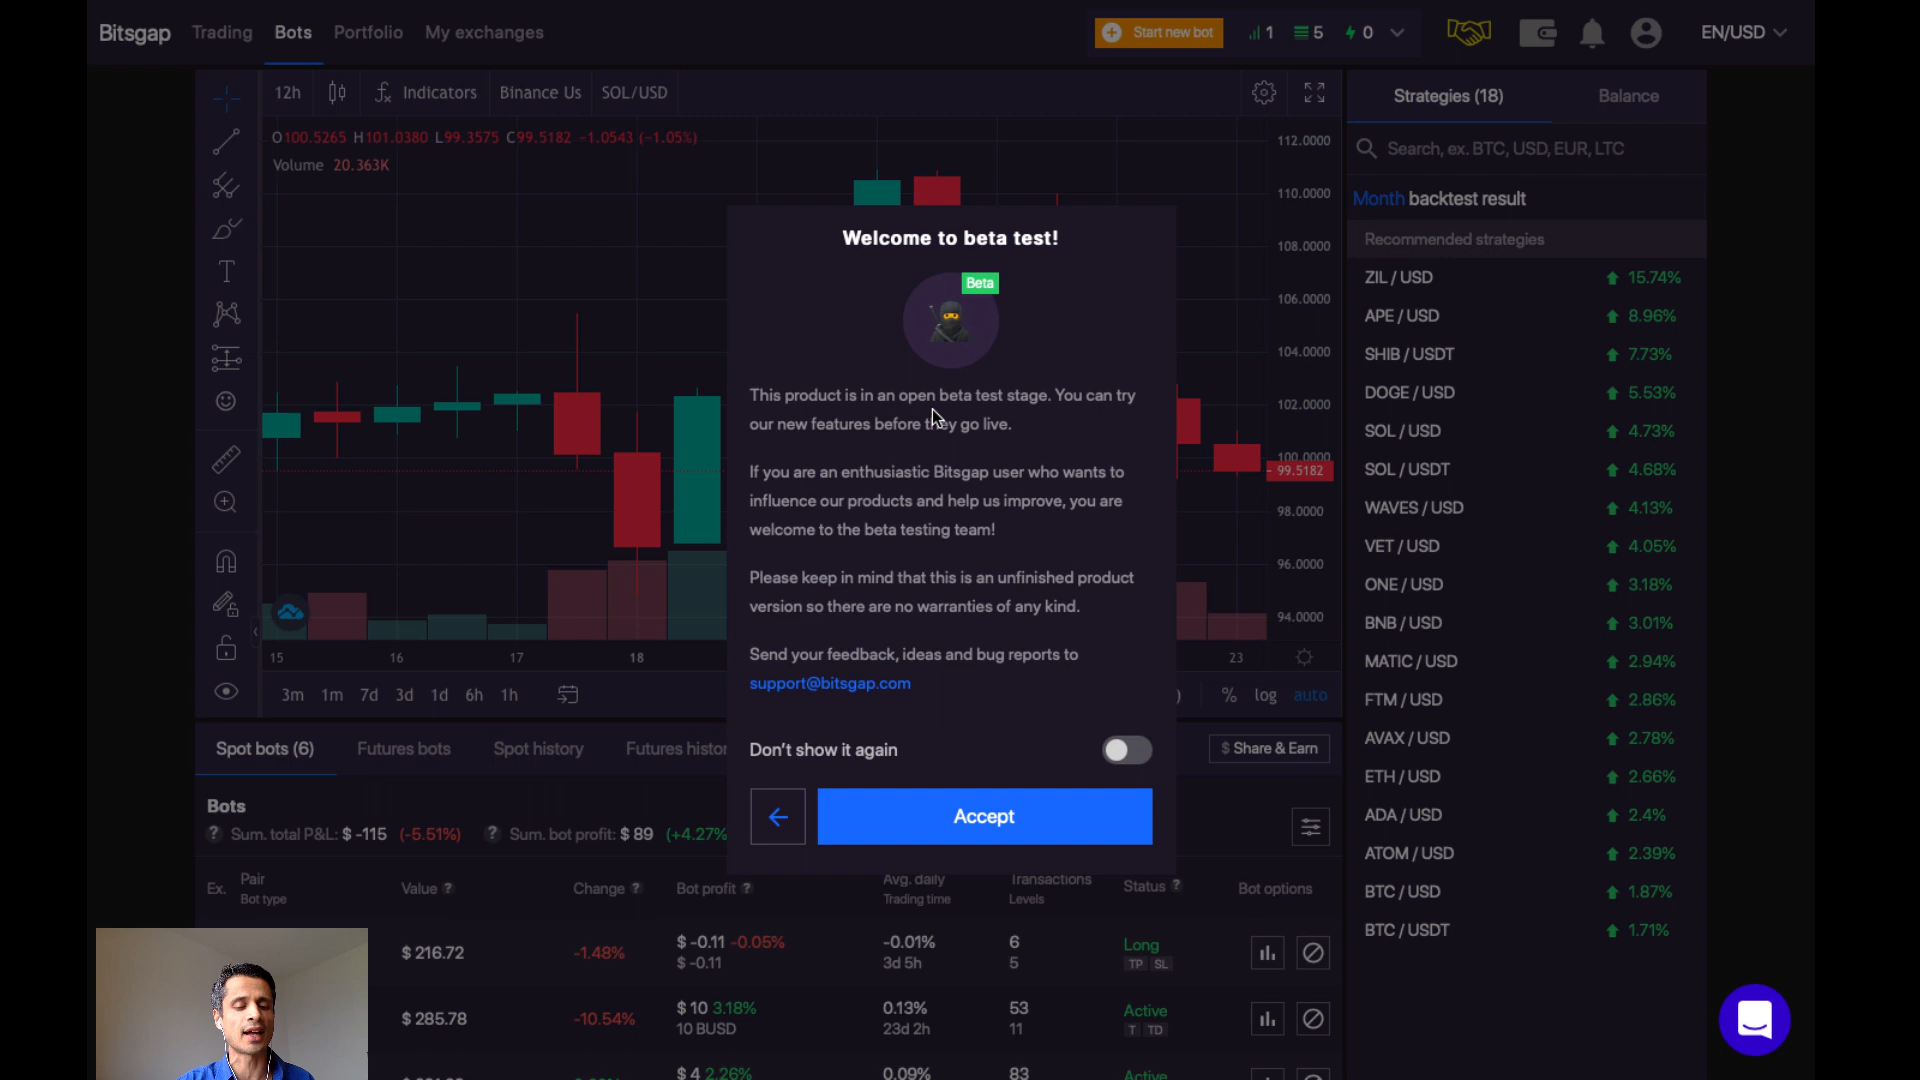 Bitsgap
Trading
Bots
Portfolio
My exchanges
Start new bot
1
5
0
EN/USD
12h
Indicators
Binance Us
SOL/USD
Strategies (18)
Balance
O100.5265 H101.0380 L99.3575 C99.5182 -1.0543 (-1.05%)
Volume 20.363K
112.0000
110.0000
108.0000
106.0000
104.0000
102.0000
100.0000
99.5182
98.0000
96.0000
94.0000
15
16
17
18
23
3m
1m
7d
3d
1d
6h
1h
%
log
auto
Search, ex. BTC, USD, EUR, LTC
Month backtest result
Recommended strategies
ZIL / USD 15.74%
APE / USD 8.96%
SHIB / USDT 7.73%
DOGE / USD 5.53%
SOL / USD 4.73%
SOL / USDT 4.68%
WAVES / USD 4.13%
VET / USD 4.05%
ONE / USD 3.18%
BNB / USD 3.01%
MATIC / USD 2.94%
FTM / USD 2.86%
AVAX / USD 2.78%
ETH / USD 2.66%
ADA / USD 2.4%
ATOM / USD 2.39%
BTC / USD 1.87%
BTC / USDT 1.71%
Welcome to beta test!
Beta
This product is in an open beta test stage. You can try
our new features before they go live.
If you are an enthusiastic Bitsgap user who wants to
influence our products and help us improve, you are
welcome to the beta testing team!
Please keep in mind that this is an unfinished product
version so there are no warranties of any kind.
Send your feedback, ideas and bug reports to
support@bitsgap.com
Don't show it again
Accept
Spot bots (6)
Futures bots
Spot history
Futures histor
$ Share & Earn
Bots
? Sum. total P&L: $ -115 (-5.51%)
? Sum. bot profit: $ 89 (+4.27%
Ex.
Pair
Bot type
Value ?
Change ?
Bot profit ?
Avg. daily
Trading time
Transactions
Levels
Status ?
Bot options
$ 216.72
-1.48%
$ -0.11 -0.05%
$ -0.11
-0.01%
3d 5h
6
5
Long
TP SL
$ 285.78
-10.54%
$ 10 3.18%
10 BUSD
0.13%
23d 2h
53
11
Active
T TD
$ 4 2.26%
0.09%
83
Active